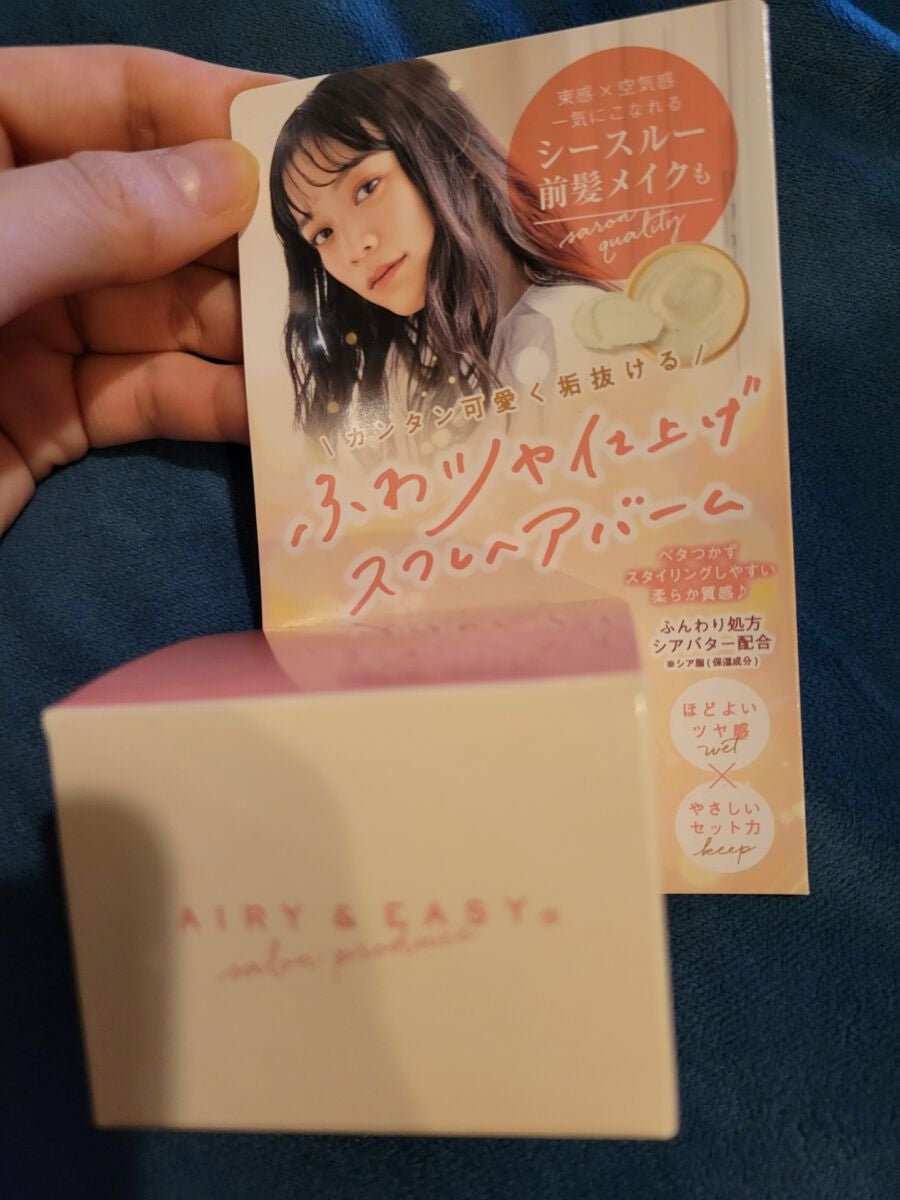 束感×空気感
一気にこなれる
シースルー
前髪メイクも
saron
quality
\カンタン可愛く垢抜ける/
ふわツヤ仕上げ
スフレヘアバーム
ベタつかず
スタイリングしやすい
柔らか質感♪
ふんわり処方
シアバター配合
※シア脂(保湿成分)
ほどよい
ツヤ感
wet
×
やさしい
セット力
keep
AIRY & EASY
salon produce